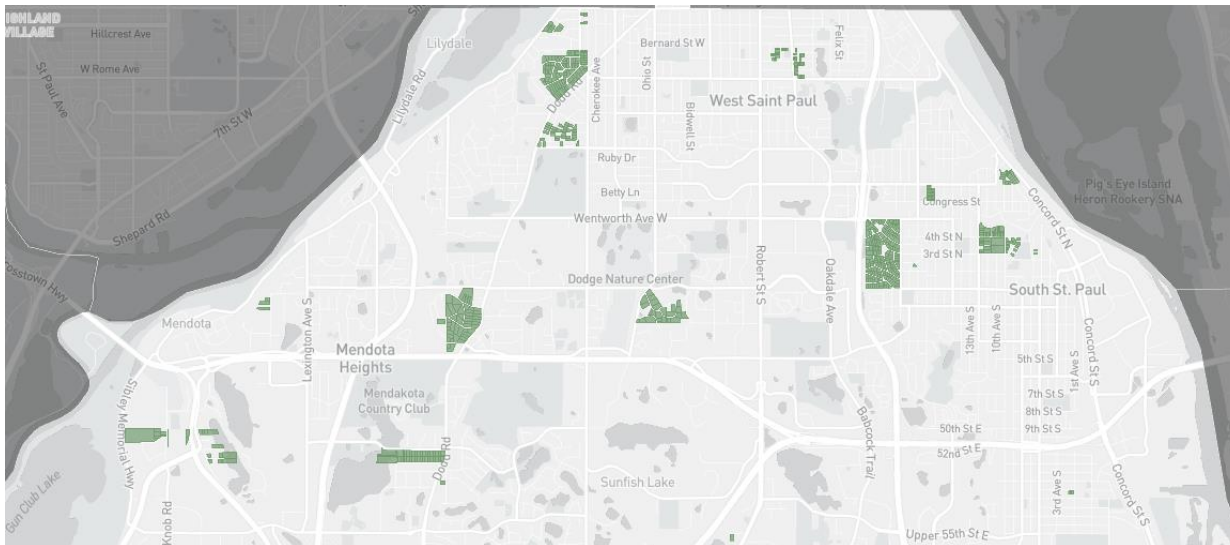 HIGHLAND
VILLAGE
Hillcrest Ave
W Rome Ave
St Paul Ave
7th St W
Shepard Rd
Crosstown Hwy
Lilydale
Lilydale Rd
Bernard St W
Cherokee Ave
Ohio St
Felix St
Dodd Rd
West Saint Paul
Bidwell St
Ruby Dr
Betty Ln
Wentworth Ave W
Congress St
Concord St N
Pig's Eye Island
Heron Rookery SNA
4th St N
3rd St N
Robert St S
Oakdale Ave
Dodge Nature Center
South St. Paul
Mendota
Lexington Ave S
Mendota
Heights
13th Ave S
10th Ave S
5th St S
1st Ave S
Concord St S
Mendakota
Country Club
Sibley Memorial Hwy
7th St S
8th St S
9th St S
50th St E
52nd St E
Babcock Trail
Dodd Rd
Sunfish Lake
Gun Club Lake
Knob Rd
3rd Ave S
Concord St S
Upper 55th St E